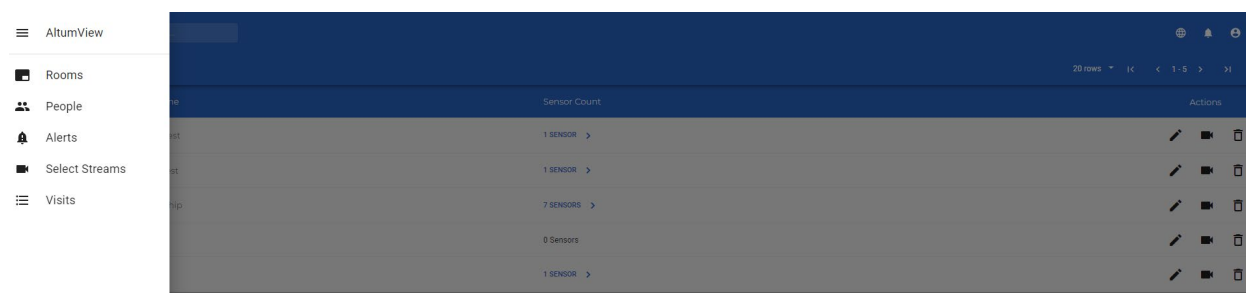 AltumView
20 rows 1-5
Rooms
People
Sensor Count Actions
Alerts
1 SENSOR
Select Streams
1 SENSOR
Visits
7 SENSORS
0 Sensors
1 SENSOR